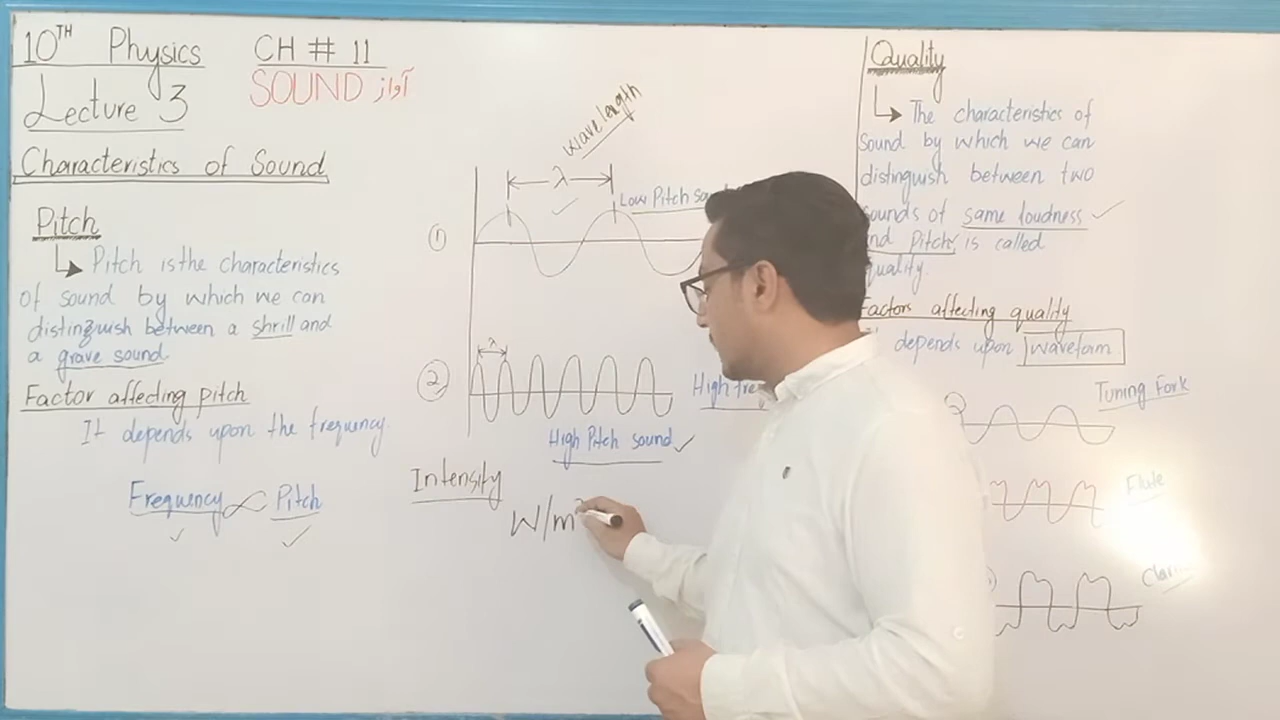 10TH Physics CH # 11
Lecture 3 SOUND آواز
Characteristics of Sound
Pitch
Pitch is the characteristics
of sound by which we can
distinguish between a shrill and
a grave sound.
Factor affecting pitch
It depends upon the frequency.
Frequency ∝ Pitch
wavelength
λ
Low Pitch
1
λ
2
High
High Pitch sound
Intensity
W/m²
Quality
The characteristics of
Sound by which we can
distinguish between two
sounds of same loudness
and Pitch, is called
quality.
Factors affecting quality
It depends upon waveform
Tuning Fork
Flute